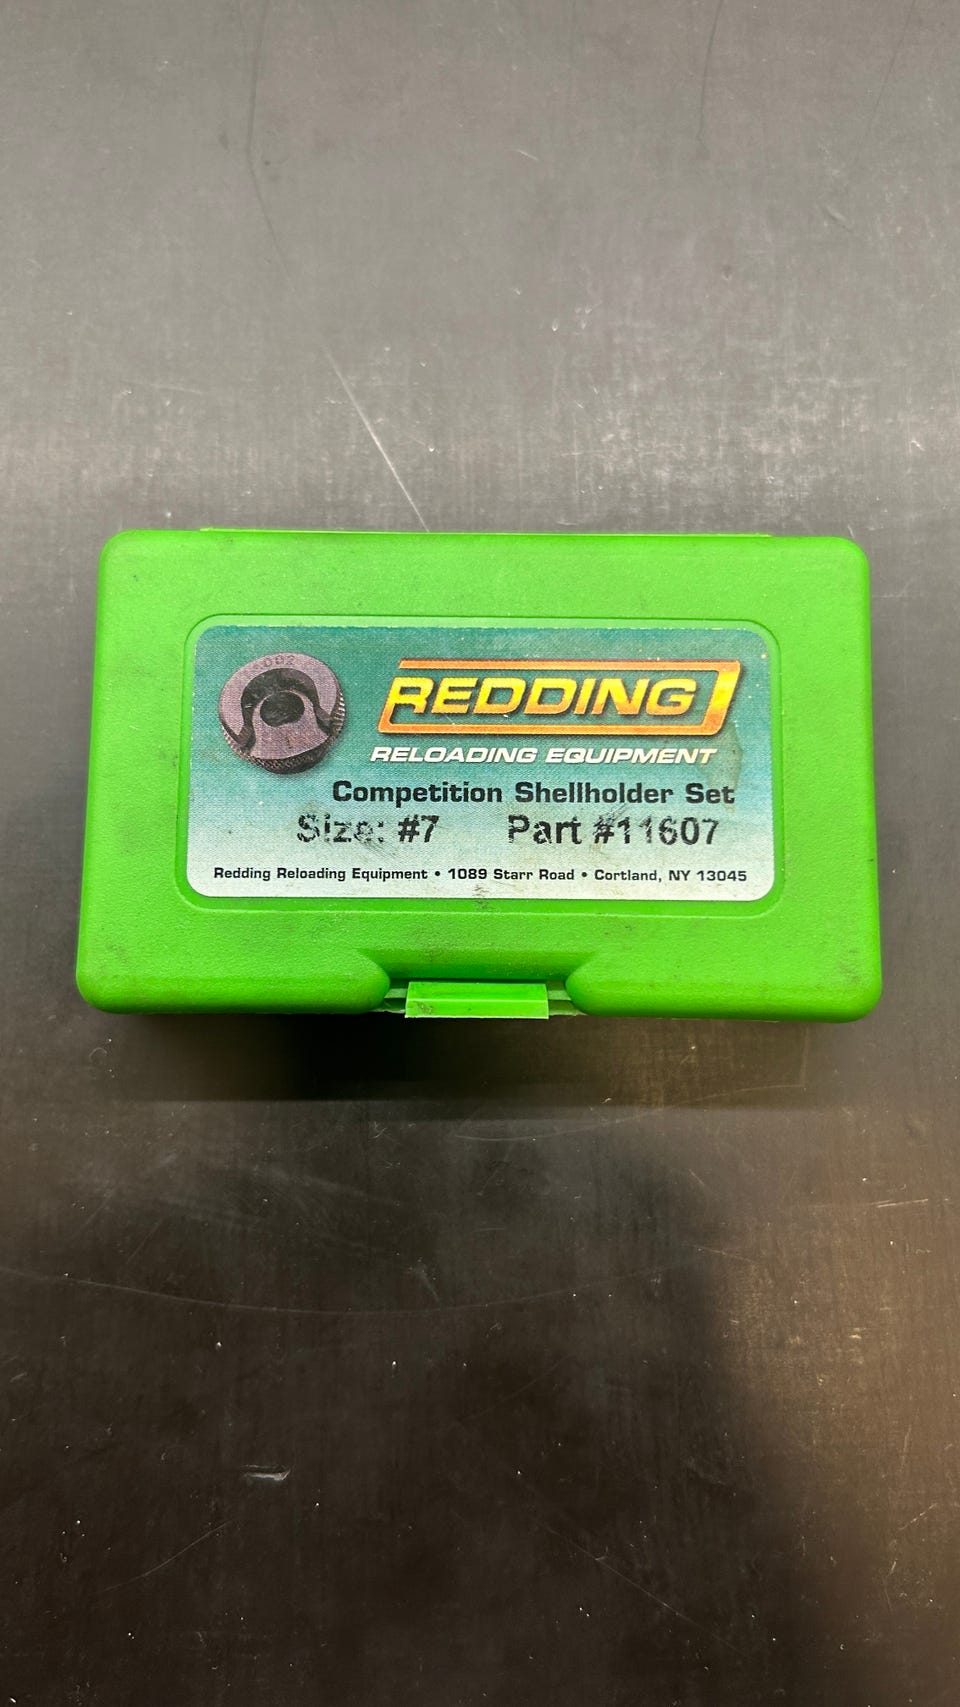 .002
REDDING
RELOADING EQUIPMENT
Competition Shellholder Set
Size: #7 Part #11607
Redding Reloading Equipment • 1089 Starr Road • Cortland, NY 13045